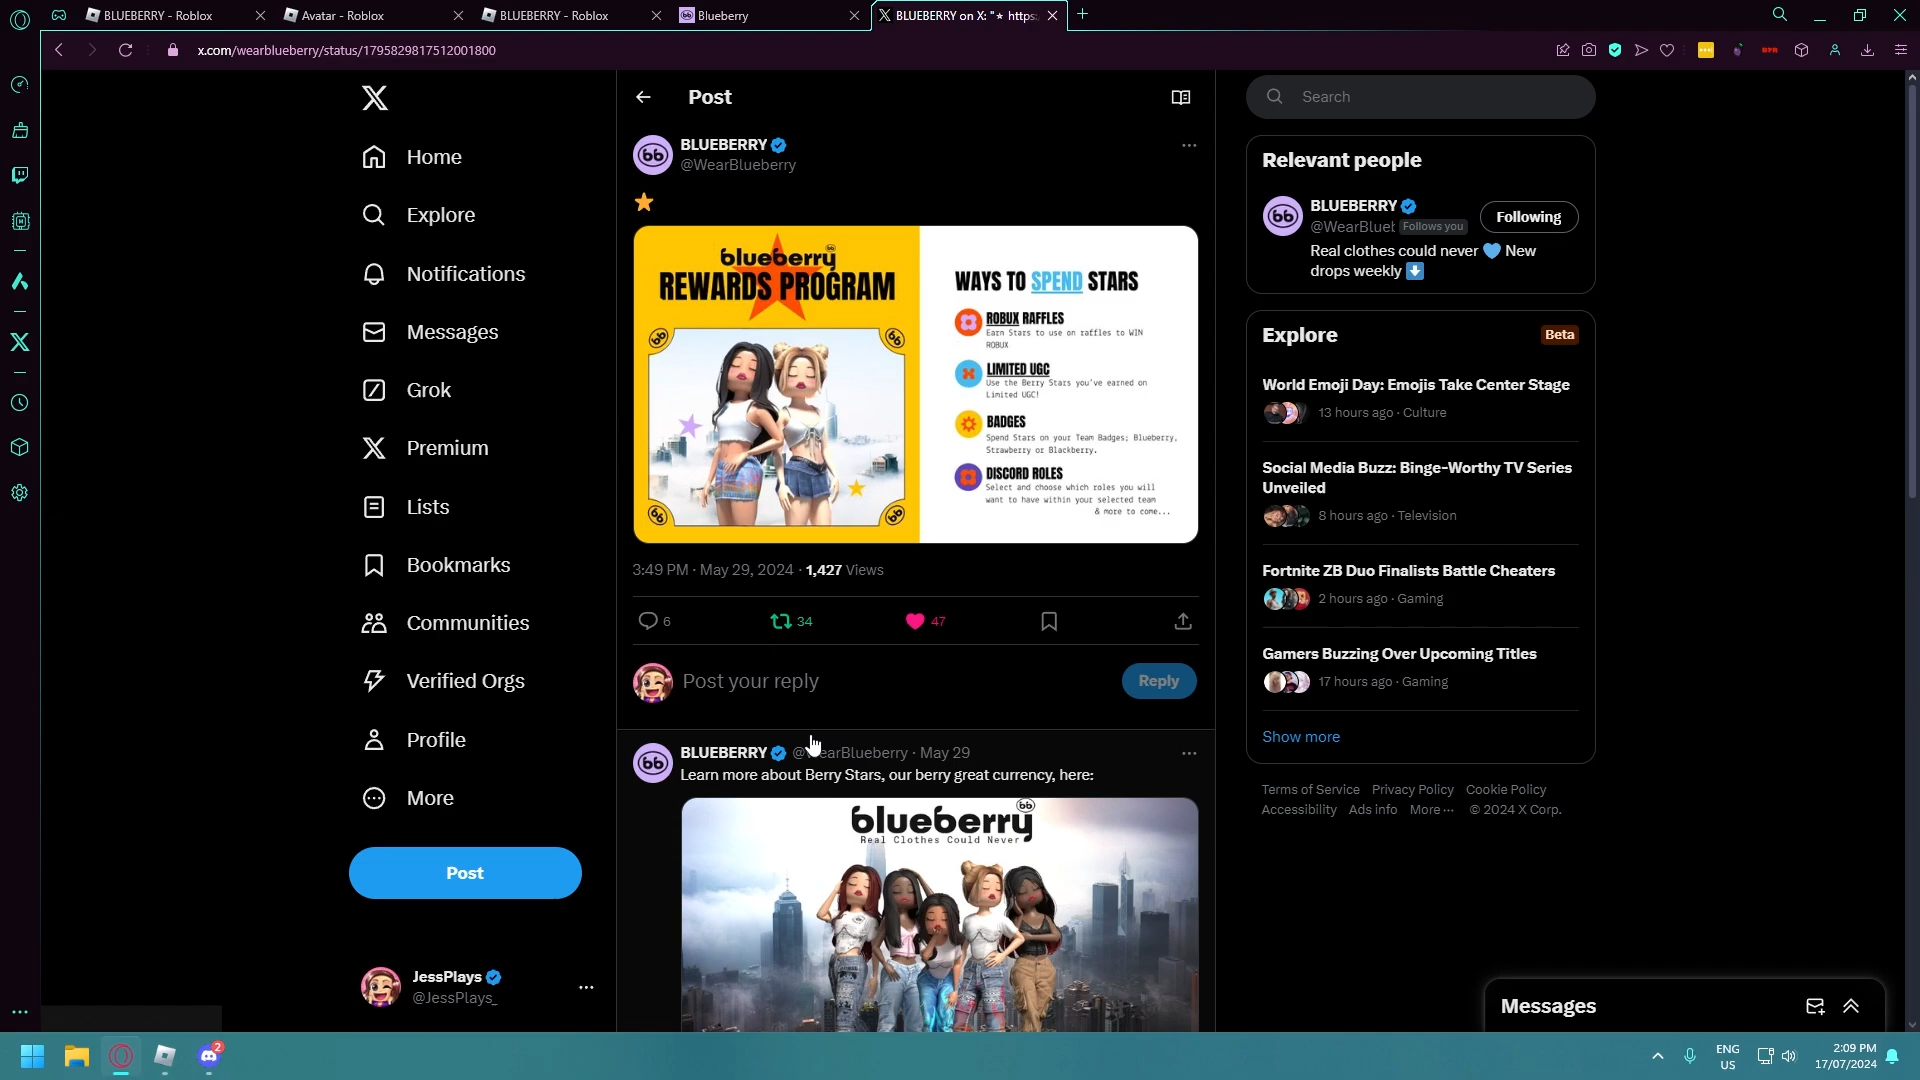 BLUEBERRY - Roblox
Avatar - Roblox
BLUEBERRY - Roblox
Blueberry
BLUEBERRY on X: "⭑ https:
x.com/wearblueberry/status/1795829817512001800
Home
Explore
Notifications
Messages
Grok
Premium
Lists
Bookmarks
Communities
Verified Orgs
Profile
More
Post
JessPlays
@JessPlays_
Post
BLUEBERRY
@WearBlueberry
blueberry
REWARDS PROGRAM
WAYS TO SPEND STARS
ROBUX RAFFLES
Earn Stars to use on raffles to WIN
ROBUX
LIMITED UGC
Use the Berry Stars you've earned on
Limited UGC!
BADGES
Spend Stars on your Team Badges; Blueberry,
Strawberry or Blackberry.
DISCORD ROLES
Select and choose which roles you will
want to have within your selected team
& more to come...
3:49 PM · May 29, 2024 · 1,427 Views
6
34
47
Post your reply
Reply
BLUEBERRY @WearBlueberry · May 29
Learn more about Berry Stars, our berry great currency, here:
blueberry
Real Clothes Could Never
Search
Relevant people
BLUEBERRY
@WearBluel Follows you
Following
Real clothes could never 💙 New
drops weekly ⬇️
Explore
Beta
World Emoji Day: Emojis Take Center Stage
13 hours ago · Culture
Social Media Buzz: Binge-Worthy TV Series
Unveiled
8 hours ago · Television
Fortnite ZB Duo Finalists Battle Cheaters
2 hours ago · Gaming
Gamers Buzzing Over Upcoming Titles
17 hours ago · Gaming
Show more
Terms of Service Privacy Policy Cookie Policy
Accessibility Ads info More ··· © 2024 X Corp.
Messages
2
ENG
US
2:09 PM
17/07/2024